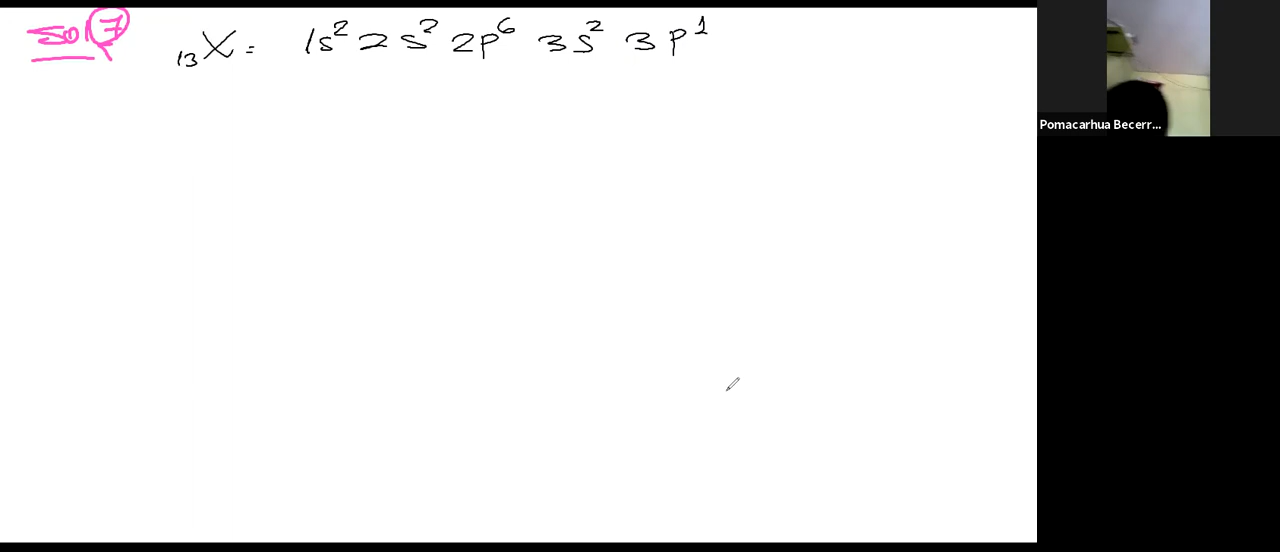 Sol 7 ₁₃X = 1s² 2s² 2p⁶ 3s² 3p¹
Pomacarhua Becerr...